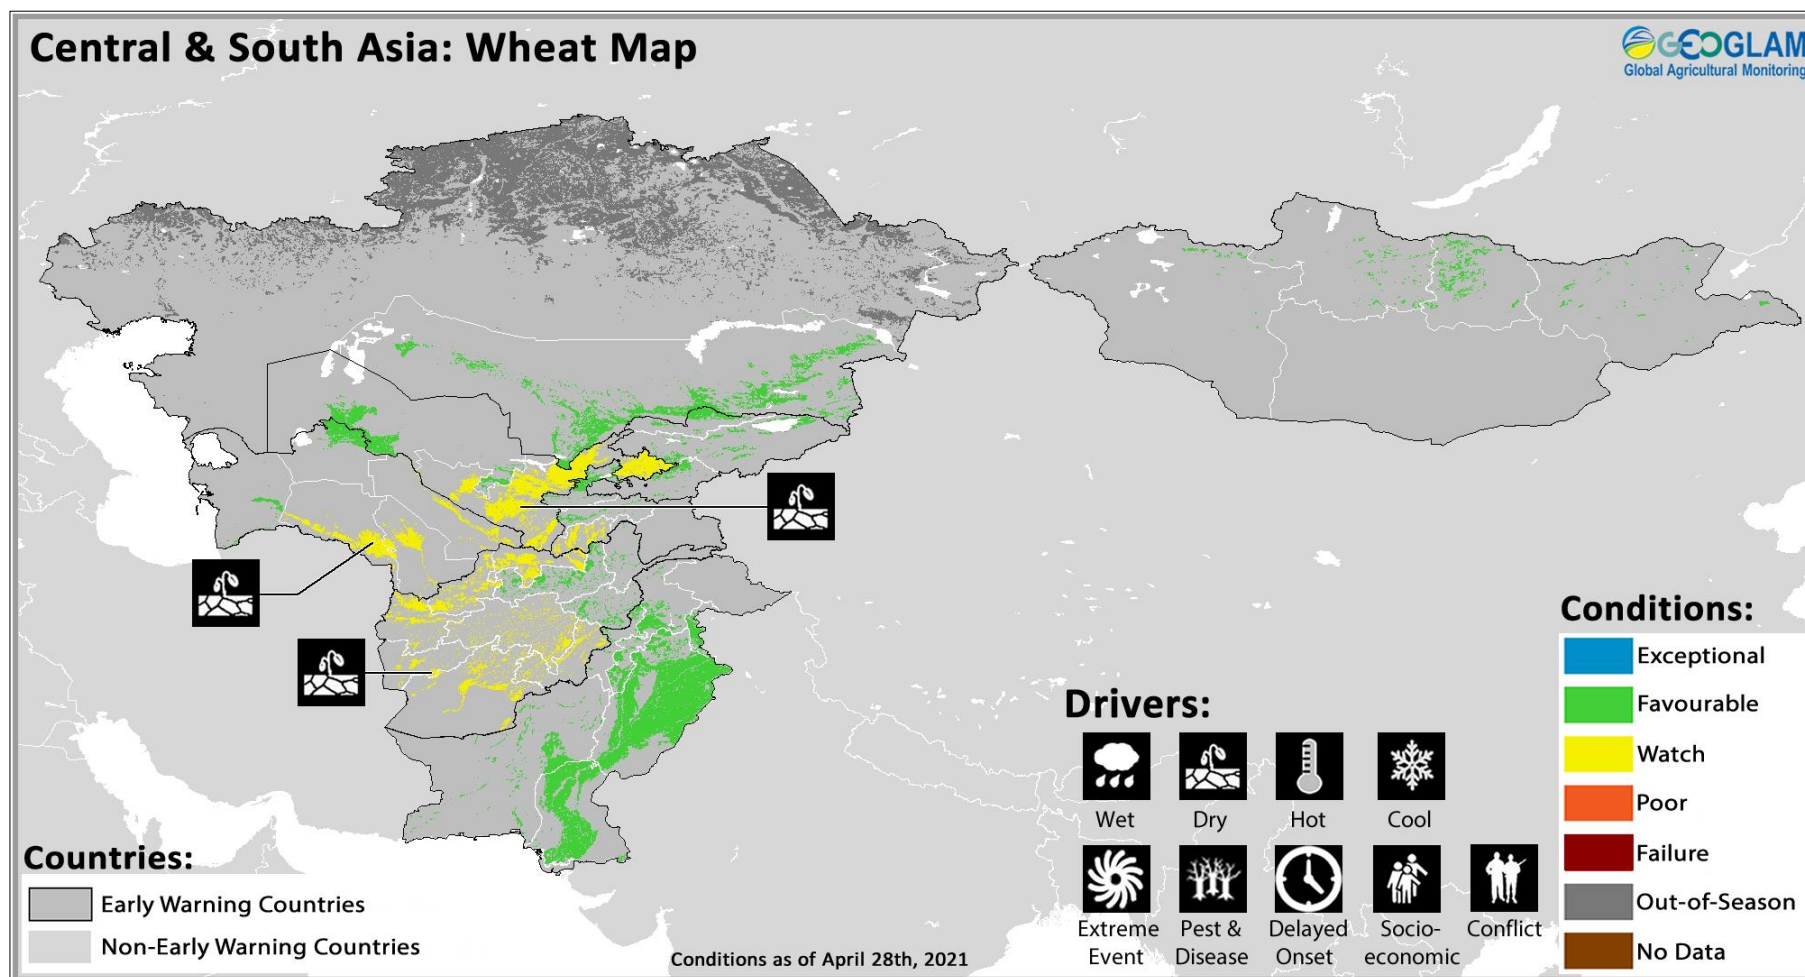 Central & South Asia: Wheat Map
GEOGLAM
Global Agricultural Monitoring
Conditions:
Exceptional
Favourable
Watch
Poor
Failure
Out-of-Season
No Data
Drivers:
Wet
Dry
Hot
Cool
Extreme
Event
Pest &
Disease
Delayed
Onset
Socio-
economic
Conflict
Countries:
Early Warning Countries
Non-Early Warning Countries
Conditions as of April 28th, 2021